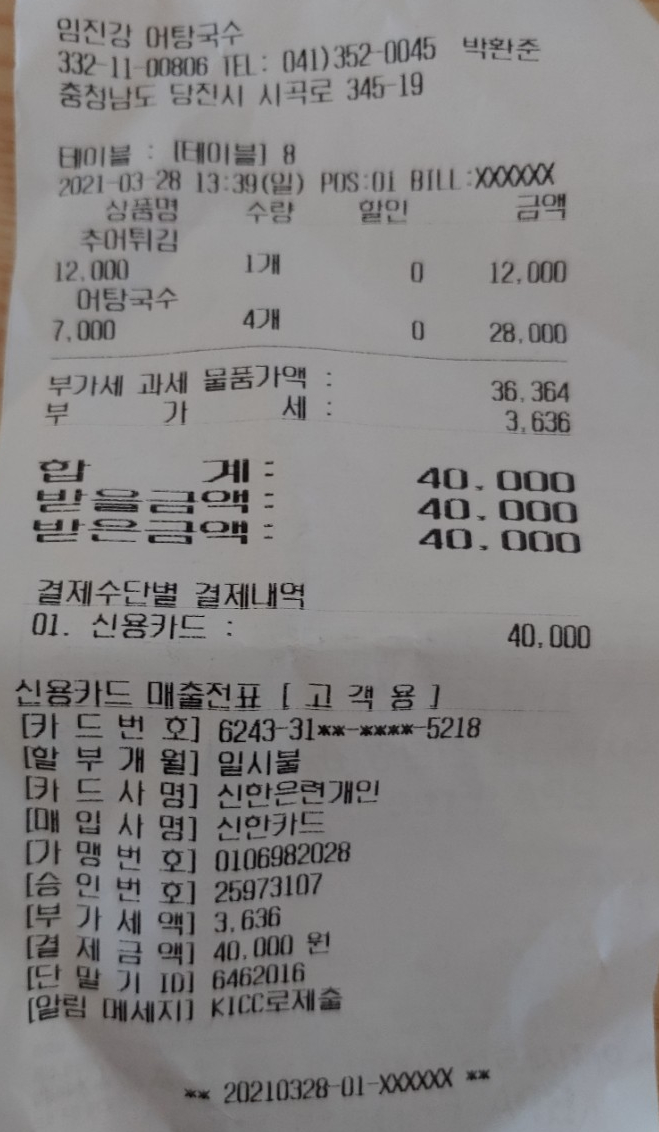 임진강 어탕국수
332-11-00806 TEL: 041)352-0045 박환준
충청남도 당진시 시곡로 345-19
테이블 : [테이블] 8
2021-03-28 13:39(일) POS:01 BILL:XXXXXX
상품명 수량 할인 금액
추어튀김
12,000 1개 0 12,000
어탕국수
7,000 4개 0 28,000
부가세 과세 물품가액 : 36,364
부 가 세 : 3,636
합 계 : 40,000
받을금액 : 40,000
받은금액 : 40,000
결제수단별 결제내역
01. 신용카드 : 40,000
신용카드 매출전표 [ 고 객 용 ]
[카 드 번 호] 6243-31**-****-5218
[할 부 개 월] 일시불
[카 드 사 명] 신한은련개인
[매 입 사 명] 신한카드
[가 맹 번 호] 0106982028
[승 인 번 호] 25973107
[부 가 세 액] 3,636
[결 제 금 액] 40,000 원
[단 말 기 ID] 6462016
[알림 메세지] KICC로제출
** 20210328-01-XXXXXX **